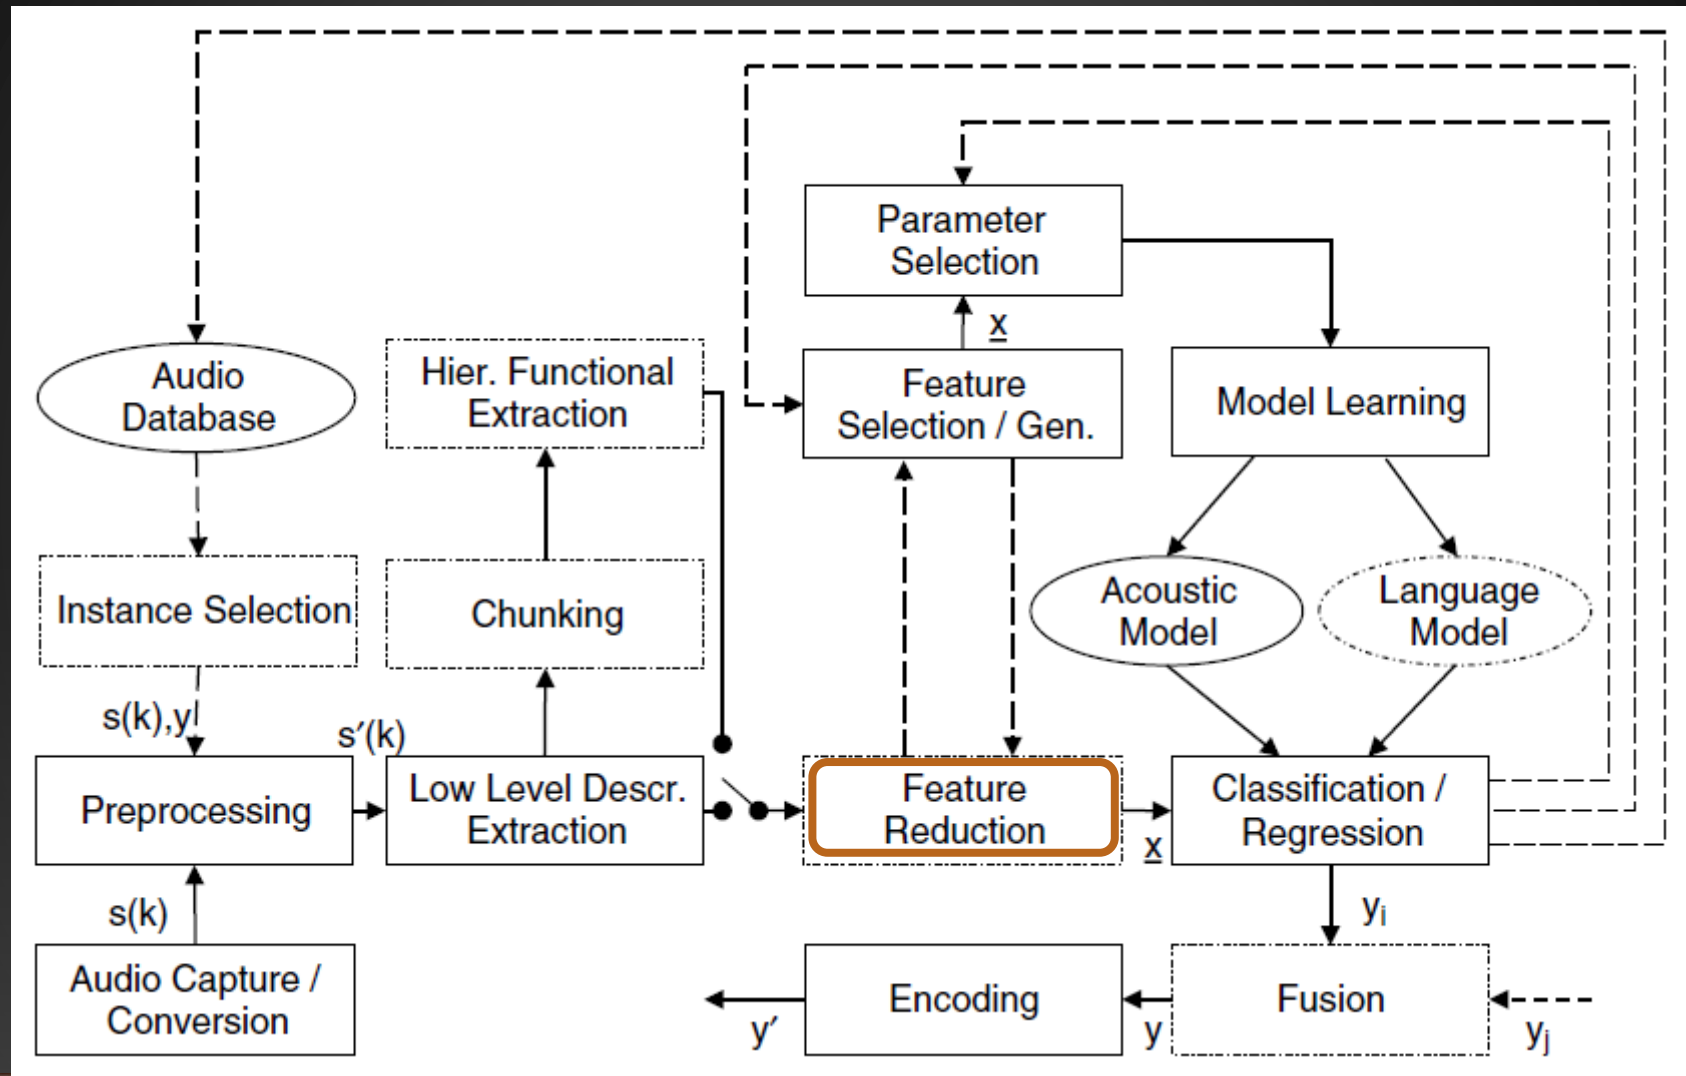 Parameter
Selection
x
Audio
Database
Hier. Functional
Extraction
Feature
Selection / Gen.
Model Learning
Instance Selection
Chunking
Acoustic
Model
Language
Model
s(k),y
s′(k)
Preprocessing
Low Level Descr.
Extraction
Feature
Reduction
x
Classification /
Regression
s(k)
yi
Audio Capture /
Conversion
y′
Encoding
y
Fusion
yj